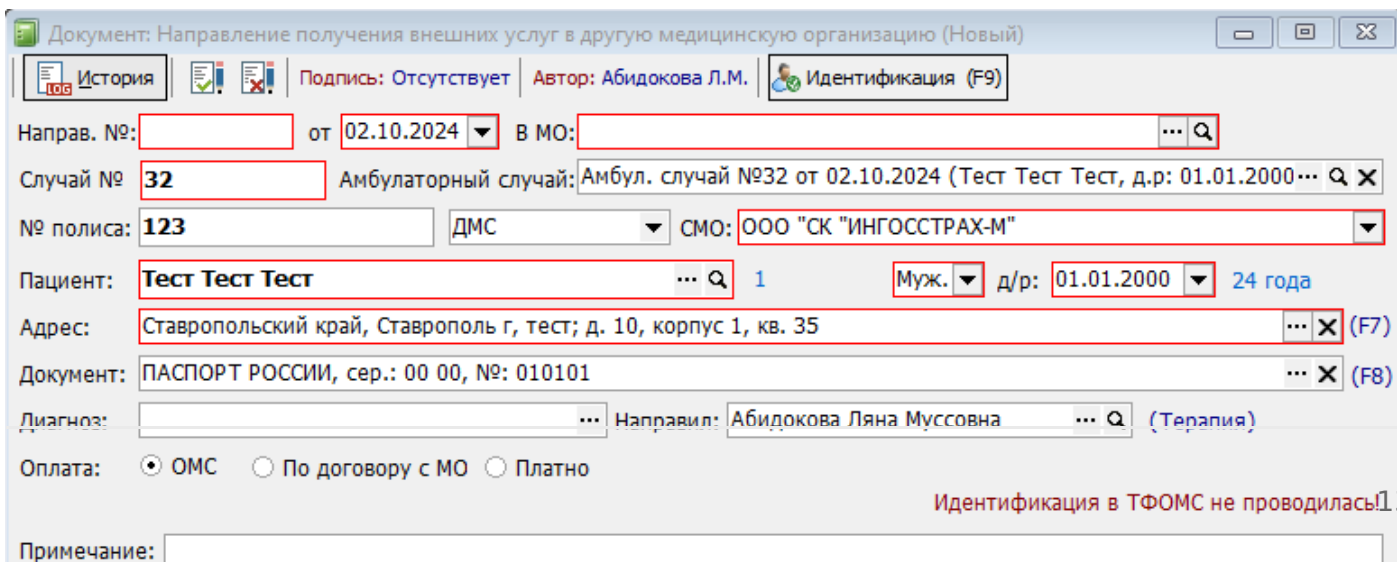 Документ: Направление получения внешних услуг в другую медицинскую организацию (Новый)
LOG История Подпись: Отсутствует Автор: Абидокова Л.М. Идентификация (F9)
Направ. №: от 02.10.2024 В МО:
Случай № 32 Амбулаторный случай: Амбул. случай №32 от 02.10.2024 (Тест Тест Тест, д.р: 01.01.2000
№ полиса: 123 ДМС СМО: ООО "СК "ИНГОССТРАХ-М"
Пациент: Тест Тест Тест 1 Муж. д/р: 01.01.2000 24 года
Адрес: Ставропольский край, Ставрополь г, тест; д. 10, корпус 1, кв. 35 (F7)
Документ: ПАСПОРТ РОССИИ, сер.: 00 00, №: 010101 (F8)
Диагноз: Направил: Абидокова Ляна Муссовна (Терапия)
Оплата: ОМС По договору с МО Платно
Идентификация в ТФОМС не проводилась!
Примечание: